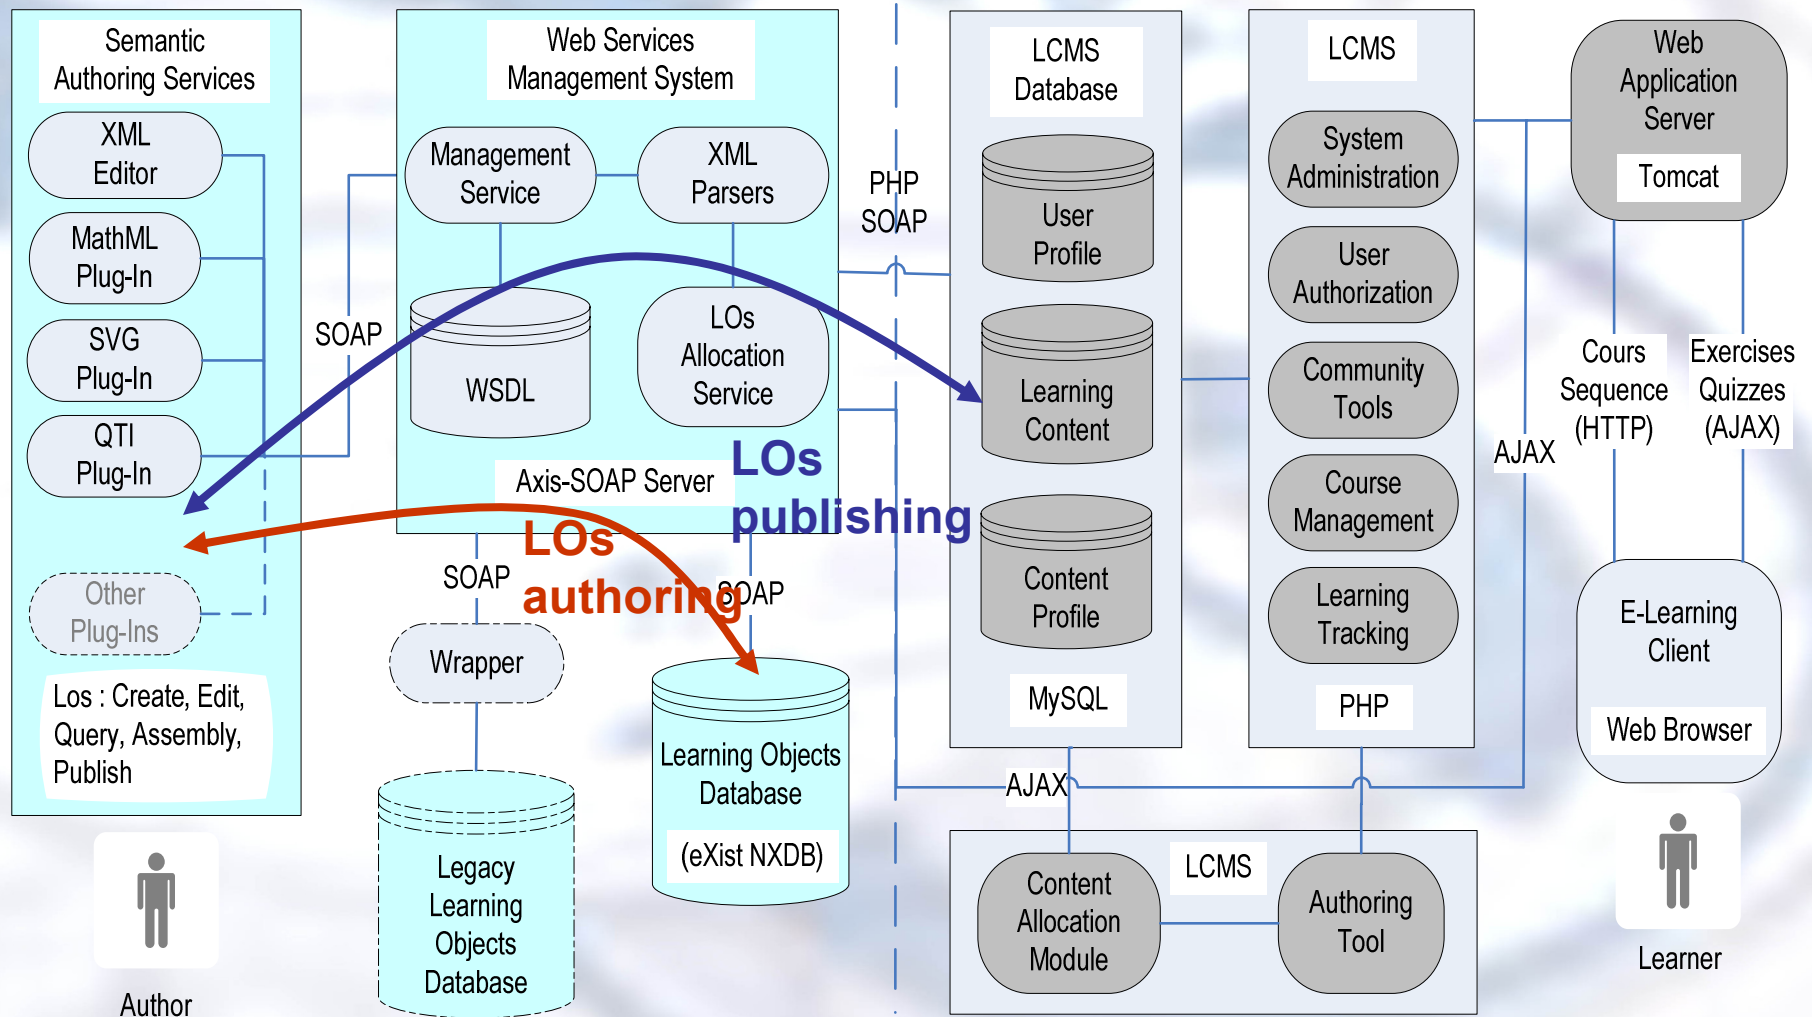 Semantic
Authoring Services
XML
Editor
MathML
Plug-In
SVG
Plug-In
QTI
Plug-In
Other
Plug-Ins
Los : Create, Edit,
Query, Assembly,
Publish
Author
SOAP
Web Services
Management System
Management
Service
XML
Parsers
WSDL
LOs
Allocation
Service
Axis-SOAP Server
LOs
publishing
LOs
authoring
SOAP
SOAP
Wrapper
Legacy
Learning
Objects
Database
Learning Objects
Database
(eXist NXDB)
PHP
SOAP
LCMS
Database
User
Profile
Learning
Content
Content
Profile
MySQL
LCMS
System
Administration
User
Authorization
Community
Tools
Course
Management
Learning
Tracking
PHP
AJAX
AJAX
LCMS
Content
Allocation
Module
Authoring
Tool
Web
Application
Server
Tomcat
Cours
Sequence
(HTTP)
Exercises
Quizzes
(AJAX)
E-Learning
Client
Web Browser
Learner